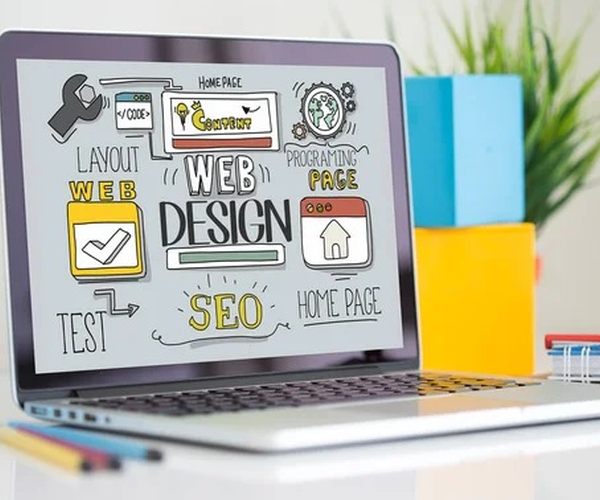 HOME PAGE
</CODE>
CONTENT
LAYOUT
WEB
WEB
PROGRAMING
PAGE
DESIGN
SEO
TEST
HOME PAGE